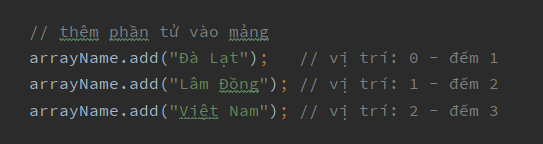 // thêm phần tử vào mảng
arrayName.add("Đà Lạt");   // vị trí: 0 - đếm 1
arrayName.add("Lâm Đồng"); // vị trí: 1 - đếm 2
arrayName.add("Việt Nam"); // vị trí: 2 - đếm 3